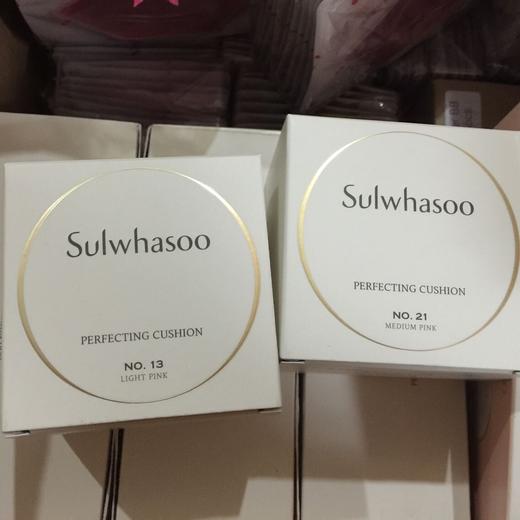 Sulwhasoo
PERFECTING CUSHION
NO. 13
LIGHT PINK
Sulwhasoo
PERFECTING CUSHION
NO. 21
MEDIUM PINK